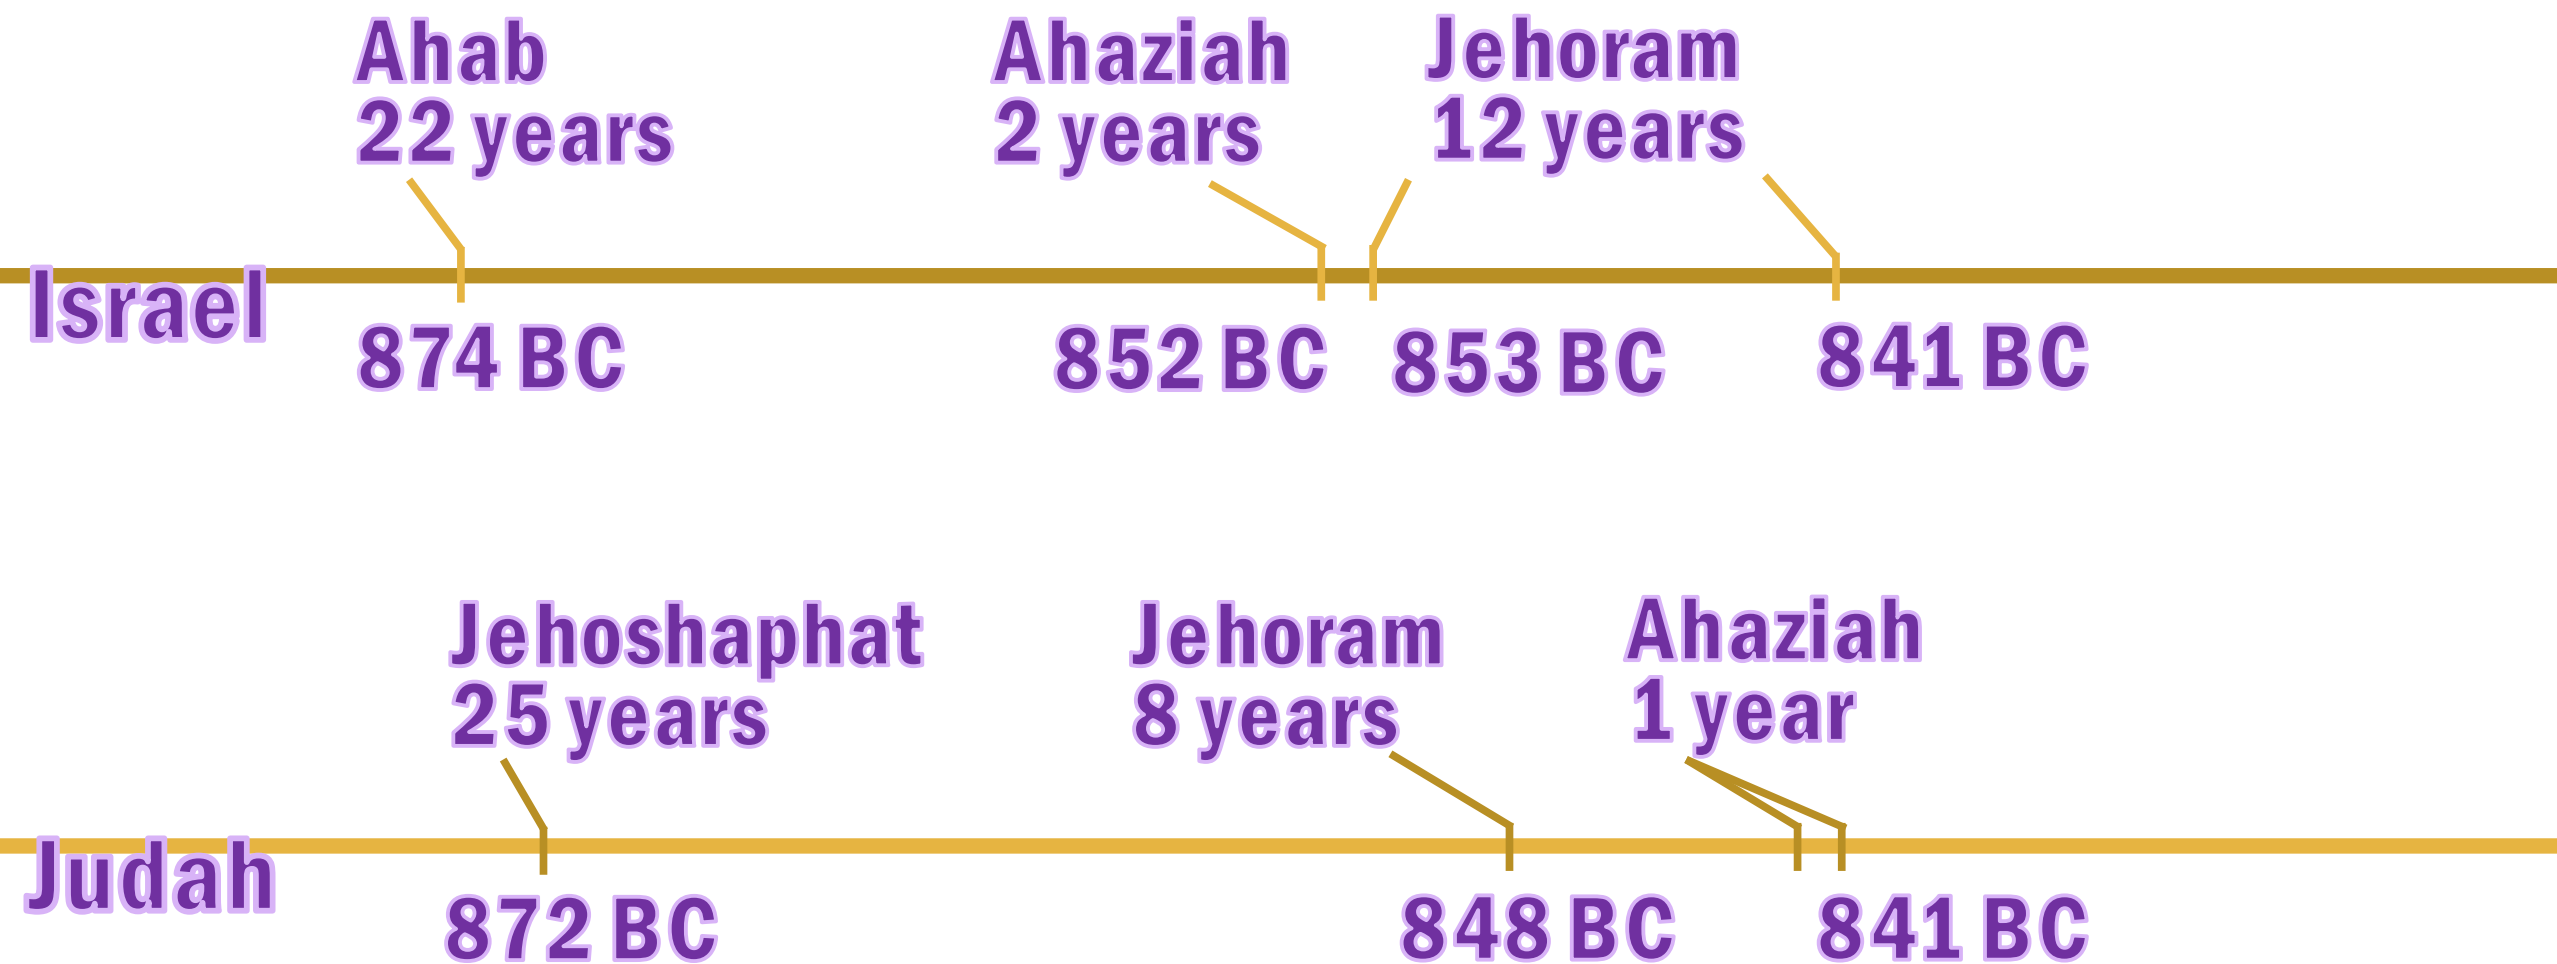 Ahab
22 years
Ahaziah
2 years
Jehoram
12 years
Israel
874 BC
852 BC
853 BC
841 BC
Jehoshaphat
25 years
Jehoram
8 years
Ahaziah
1 year
Judah
872 BC
848 BC
841 BC